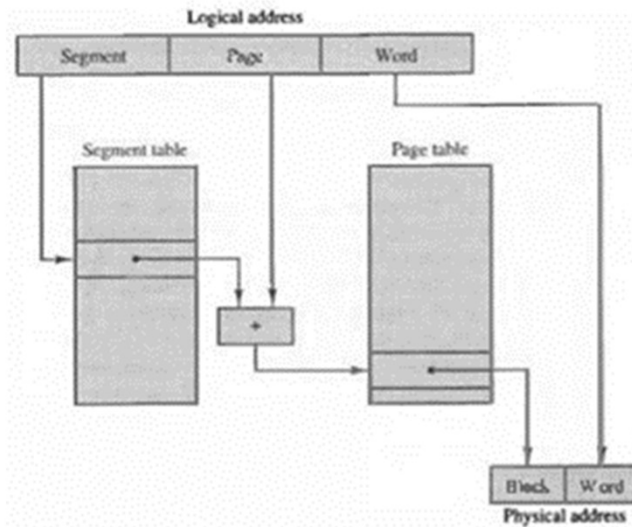 Logical address
Segment Page Word
Segment table
Page table
+
Block Word
Physical address